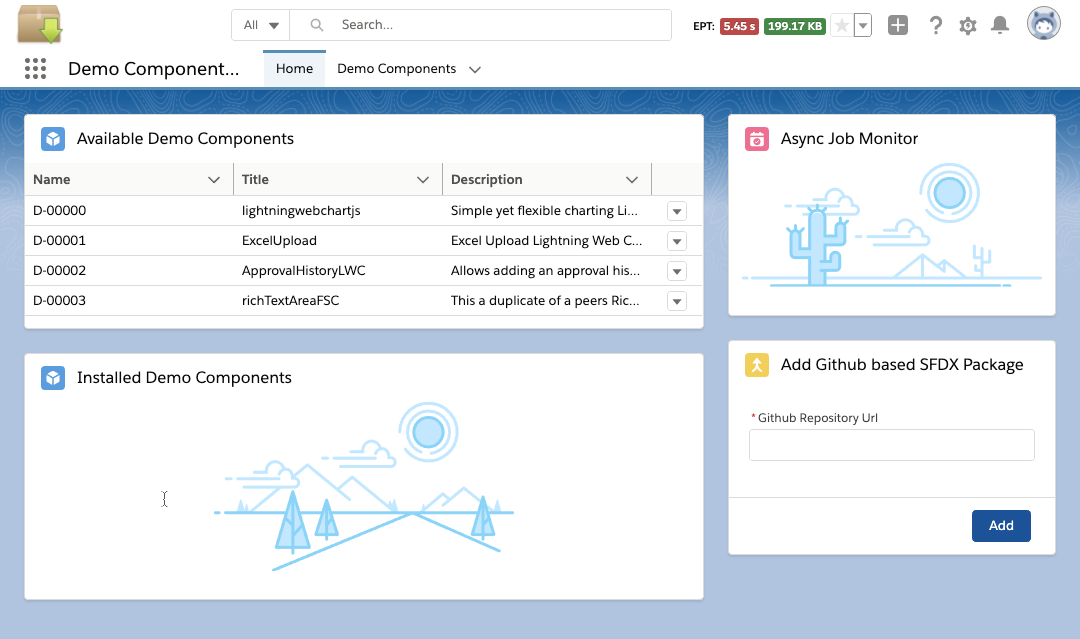 All Search... EPT: 5.45 s 199.17 KB
Demo Component... Home Demo Components
Available Demo Components
Name Title Description
D-00000 lightningwebchartjs Simple yet flexible charting Li...
D-00001 ExcelUpload Excel Upload Lightning Web C...
D-00002 ApprovalHistoryLWC Allows adding an approval his...
D-00003 richTextAreaFSC This a duplicate of a peers Ric...
Installed Demo Components
Async Job Monitor
Add Github based SFDX Package
* Github Repository Url
Add